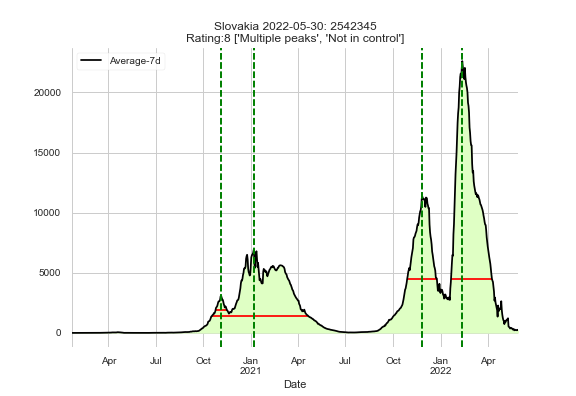 Slovakia 2022-05-30: 2542345
Rating:8 ['Multiple peaks', 'Not in control']
Average-7d
20000
15000
10000
5000
0
Apr Jul Oct Jan Apr Jul Oct Jan Apr
2021 2022
Date